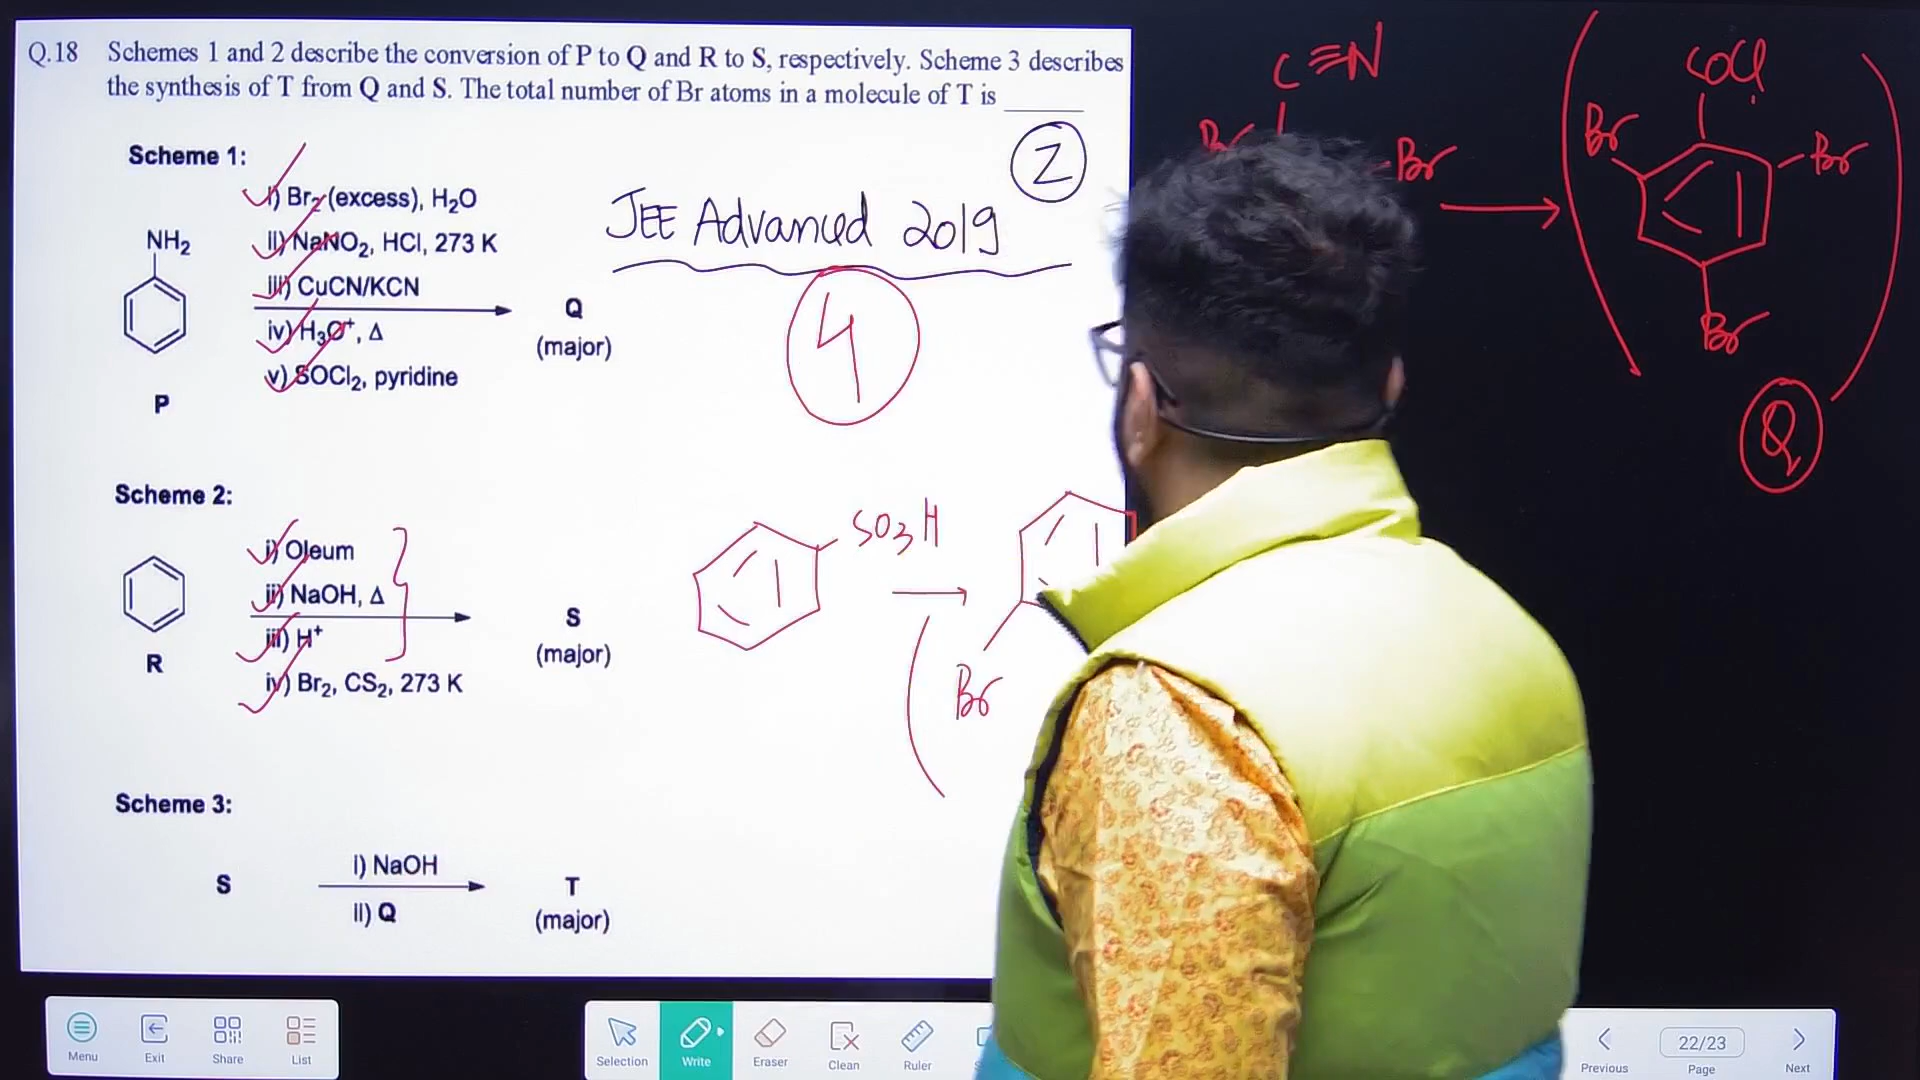 Q.18 Schemes 1 and 2 describe the conversion of P to Q and R to S, respectively. Scheme 3 describes
the synthesis of T from Q and S. The total number of Br atoms in a molecule of T is ______
2
Scheme 1:
i) Br₂ (excess), H₂O
ii) NaNO₂, HCl, 273 K
iii) CuCN/KCN
iv) H₃O⁺, Δ
v) SOCl₂, pyridine
NH₂
P
Q
(major)
JEE Advanced 2019
4
C≡N
Br
Br
COCl
Br
Br
Br
Q
Scheme 2:
i) Oleum
ii) NaOH, Δ
iii) H⁺
iv) Br₂, CS₂, 273 K
R
S
(major)
SO₃H
Br
Scheme 3:
S
i) NaOH
ii) Q
T
(major)
Menu
Exit
Share
List
Selection
Write
Eraser
Clean
Ruler
Previous
22/23
Page
Next